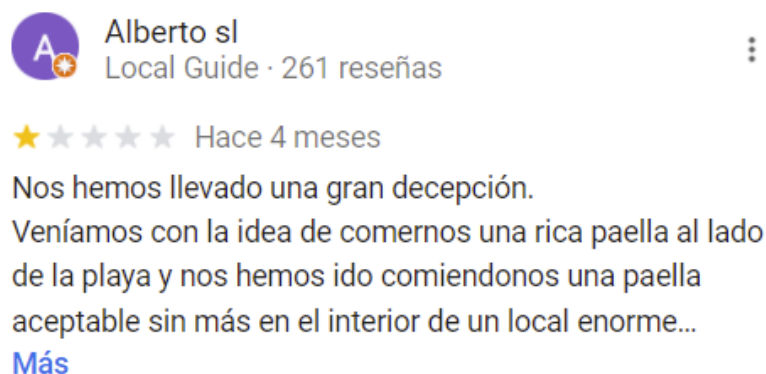 A
Alberto sl
Local Guide · 261 reseñas
Hace 4 meses
Nos hemos llevado una gran decepción.
Veníamos con la idea de comernos una rica paella al lado
de la playa y nos hemos ido comiendonos una paella
aceptable sin más en el interior de un local enorme...
Más